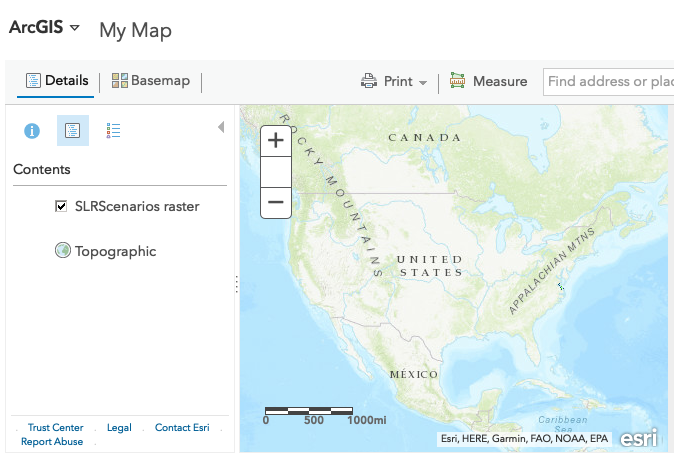 ArcGIS My Map
Details Basemap Print Measure Find address or plac
Contents
SLRScenarios raster
Topographic
Trust Center Legal Contact Esri
Report Abuse
+
−
CANADA
ROCKY MOUNTAINS
UNITED
STATES
APPALACHIAN MTNS
MÉXICO
Caribbean
Sea
0 500 1000mi
Esri, HERE, Garmin, FAO, NOAA, EPA
esri